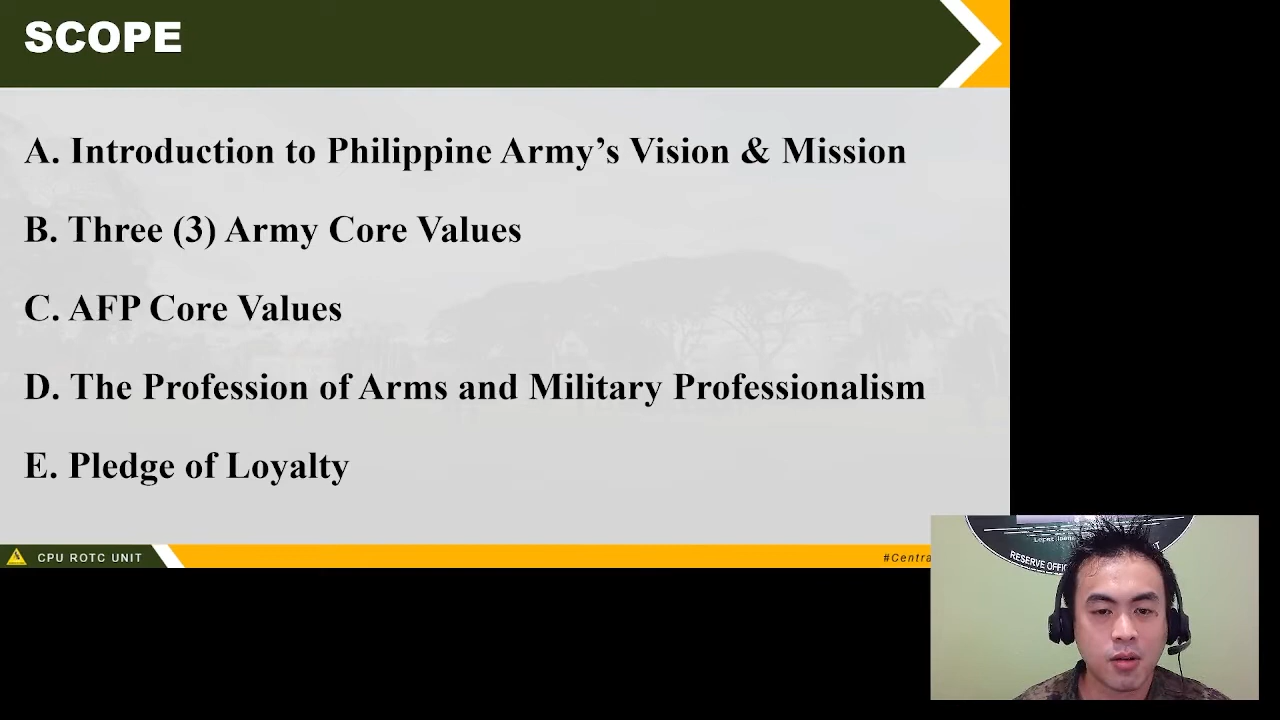 SCOPE
A. Introduction to Philippine Army’s Vision & Mission
B. Three (3) Army Core Values
C. AFP Core Values
D. The Profession of Arms and Military Professionalism
E. Pledge of Loyalty
CPU ROTC UNIT
#Centra
RESERVE OFFIC